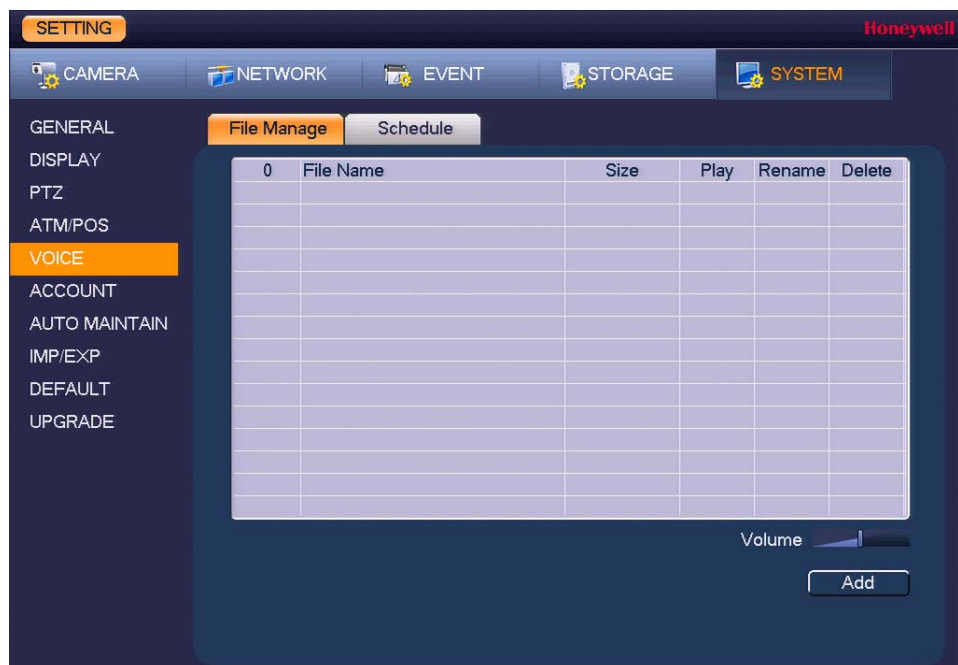 SETTING
Honeywell
CAMERA NETWORK EVENT STORAGE SYSTEM
GENERAL
DISPLAY
PTZ
ATM/POS
VOICE
ACCOUNT
AUTO MAINTAIN
IMP/EXP
DEFAULT
UPGRADE
File Manage Schedule
0 File Name Size Play Rename Delete
Volume
Add